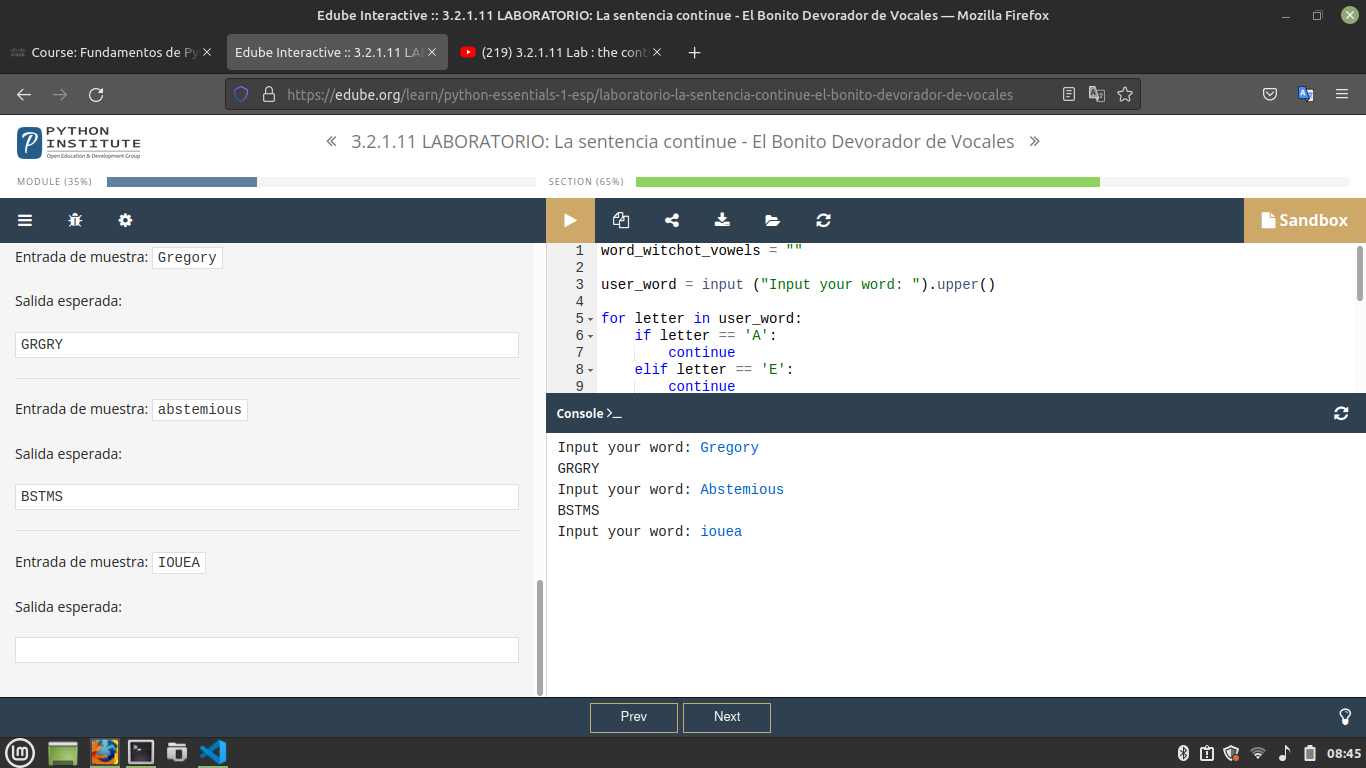 Edube Interactive :: 3.2.1.11 LABORATORIO: La sentencia continue - El Bonito Devorador de Vocales — Mozilla Firefox
Course: Fundamentos de Py
Edube Interactive :: 3.2.1.11 LA
(219) 3.2.1.11 Lab : the cont
https://edube.org/learn/python-essentials-1-esp/laboratorio-la-sentencia-continue-el-bonito-devorador-de-vocales
PYTHON
INSTITUTE
Open Education & Development Group
« 3.2.1.11 LABORATORIO: La sentencia continue - El Bonito Devorador de Vocales »
MODULE (35%)
SECTION (65%)
Sandbox
Entrada de muestra: Gregory
Salida esperada:
GRGRY
Entrada de muestra: abstemious
Salida esperada:
BSTMS
Entrada de muestra: IOUEA
Salida esperada:
1 word_witchot_vowels = ""
2
3 user_word = input ("Input your word: ").upper()
4
5 for letter in user_word:
6     if letter == 'A':
7         continue
8     elif letter == 'E':
9         continue
Console >_
Input your word: Gregory
GRGRY
Input your word: Abstemious
BSTMS
Input your word: iouea
Prev
Next
08:45